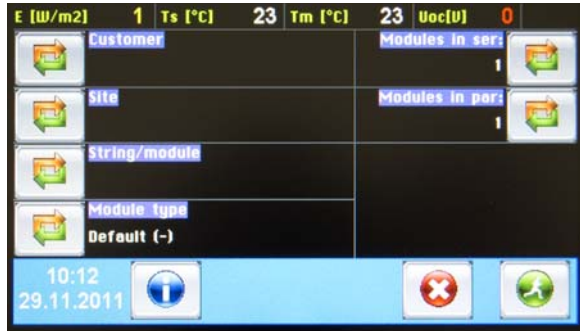 E [W/m2] 1 Ts [°C] 23 Tm [°C] 23 Uoc[U] 0
Customer
Modules in ser:
1
Site
Modules in par:
1
String/module
Module type
Default (-)
10:12
29.11.2011